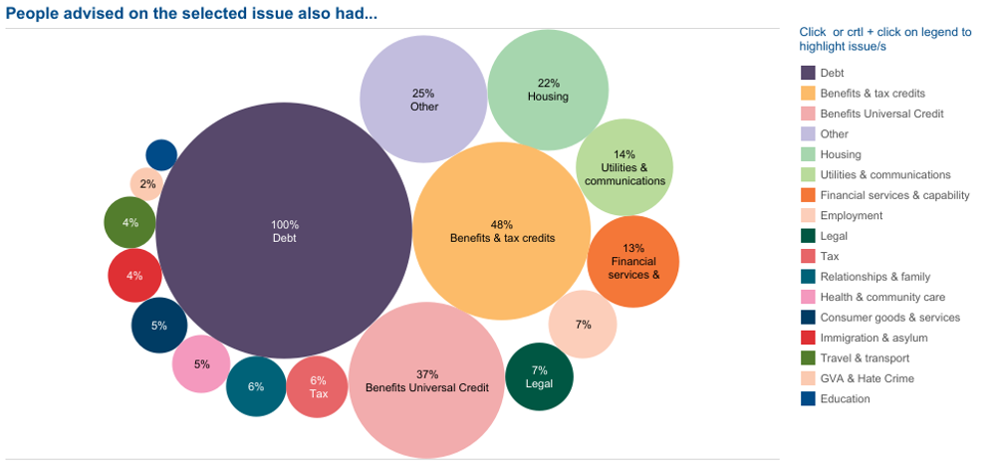 People advised on the selected issue also had...
Click or crtl + click on legend to
highlight issue/s
25%
Other
22%
Housing
14%
Utilities &
communications
2%
4%
100%
Debt
48%
Benefits & tax credits
13%
Financial
services &
4%
5%
7%
5%
6%
6%
Tax
37%
Benefits Universal Credit
7%
Legal
Debt
Benefits & tax credits
Benefits Universal Credit
Other
Housing
Utilities & communications
Financial services & capability
Employment
Legal
Tax
Relationships & family
Health & community care
Consumer goods & services
Immigration & asylum
Travel & transport
GVA & Hate Crime
Education